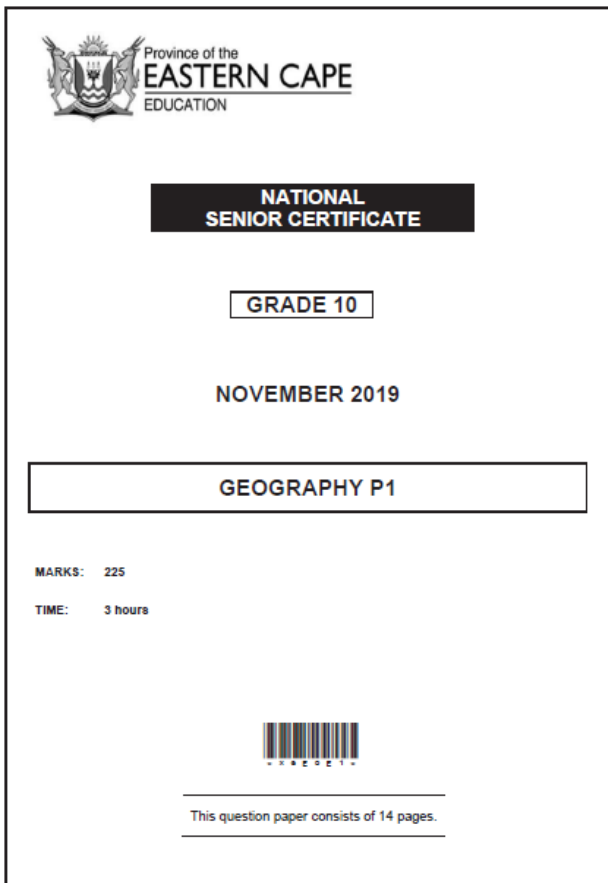 Province of the
EASTERN CAPE
EDUCATION
NATIONAL
SENIOR CERTIFICATE
GRADE 10
NOVEMBER 2019
GEOGRAPHY P1
MARKS: 225
TIME: 3 hours
This question paper consists of 14 pages.